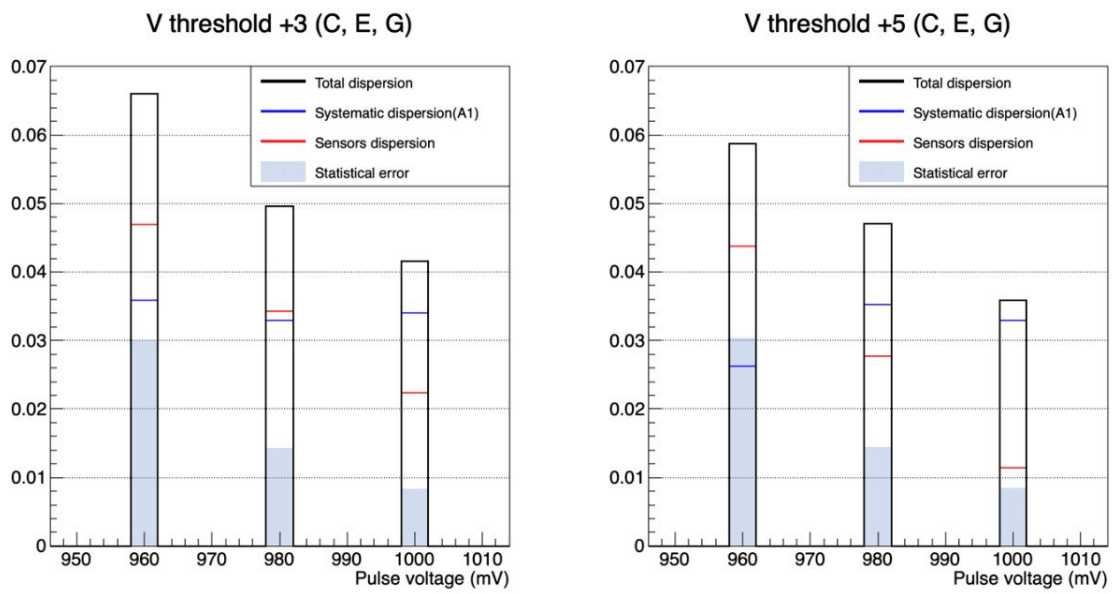 V threshold +3 (C, E, G)
0.07
0.06
0.05
0.04
0.03
0.02
0.01
0
Total dispersion
Systematic dispersion(A1)
Sensors dispersion
Statistical error
950 960 970 980 990 1000 1010
Pulse voltage (mV)
V threshold +5 (C, E, G)
0.07
0.06
0.05
0.04
0.03
0.02
0.01
0
Total dispersion
Systematic dispersion(A1)
Sensors dispersion
Statistical error
950 960 970 980 990 1000 1010
Pulse voltage (mV)